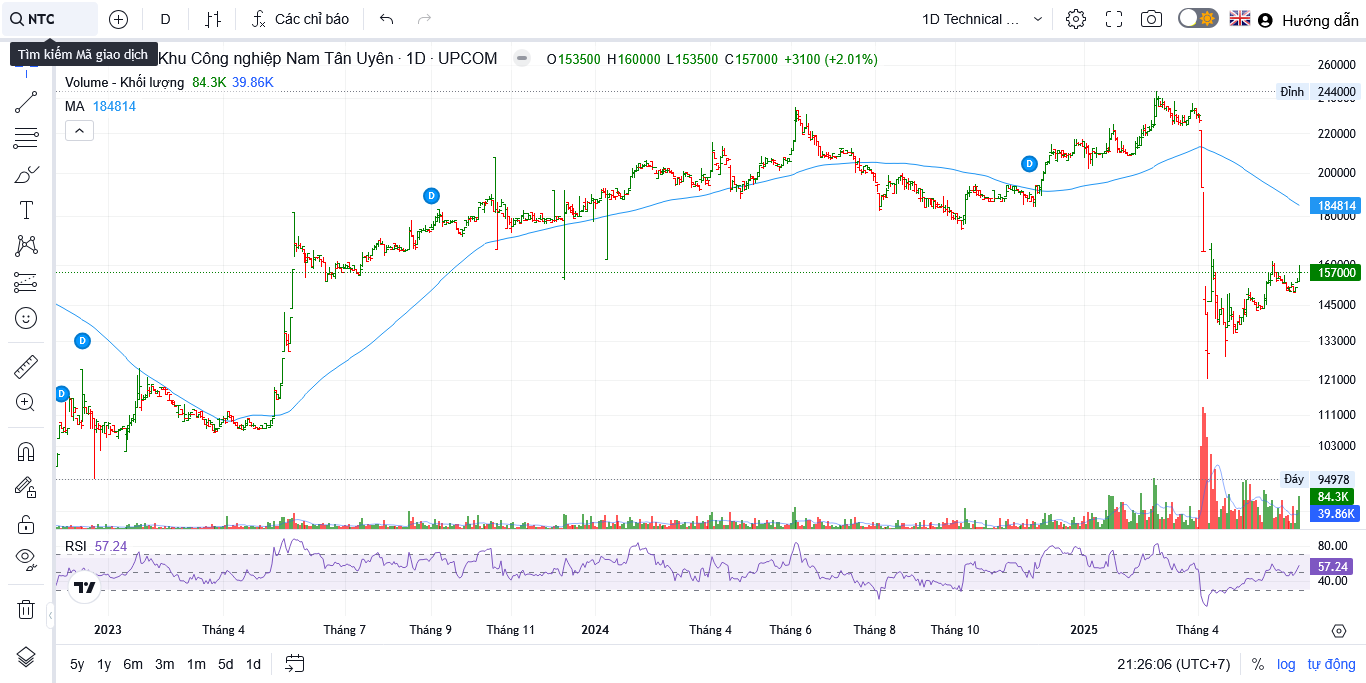 NTC
D
Các chỉ báo
1D Technical ...
Hướng dẫn
Tìm kiếm Mã giao dịch
Khu Công nghiệp Nam Tân Uyên · 1D · UPCOM
O153500 H160000 L153500 C157000 +3100 (+2.01%)
Volume - Khối lượng 84.3K 39.86K
MA 184814
260000
Đỉnh 244000
220000
200000
184814
180000
160000
157000
145000
133000
121000
111000
103000
Đáy 94978
84.3K
39.86K
D
D
D
D
RSI 57.24
80.00
57.24
40.00
2023 Tháng 4 Tháng 7 Tháng 9 Tháng 11 2024 Tháng 4 Tháng 6 Tháng 8 Tháng 10 2025 Tháng 4
5y 1y 6m 3m 1m 5d 1d
21:26:06 (UTC+7) % log tự động